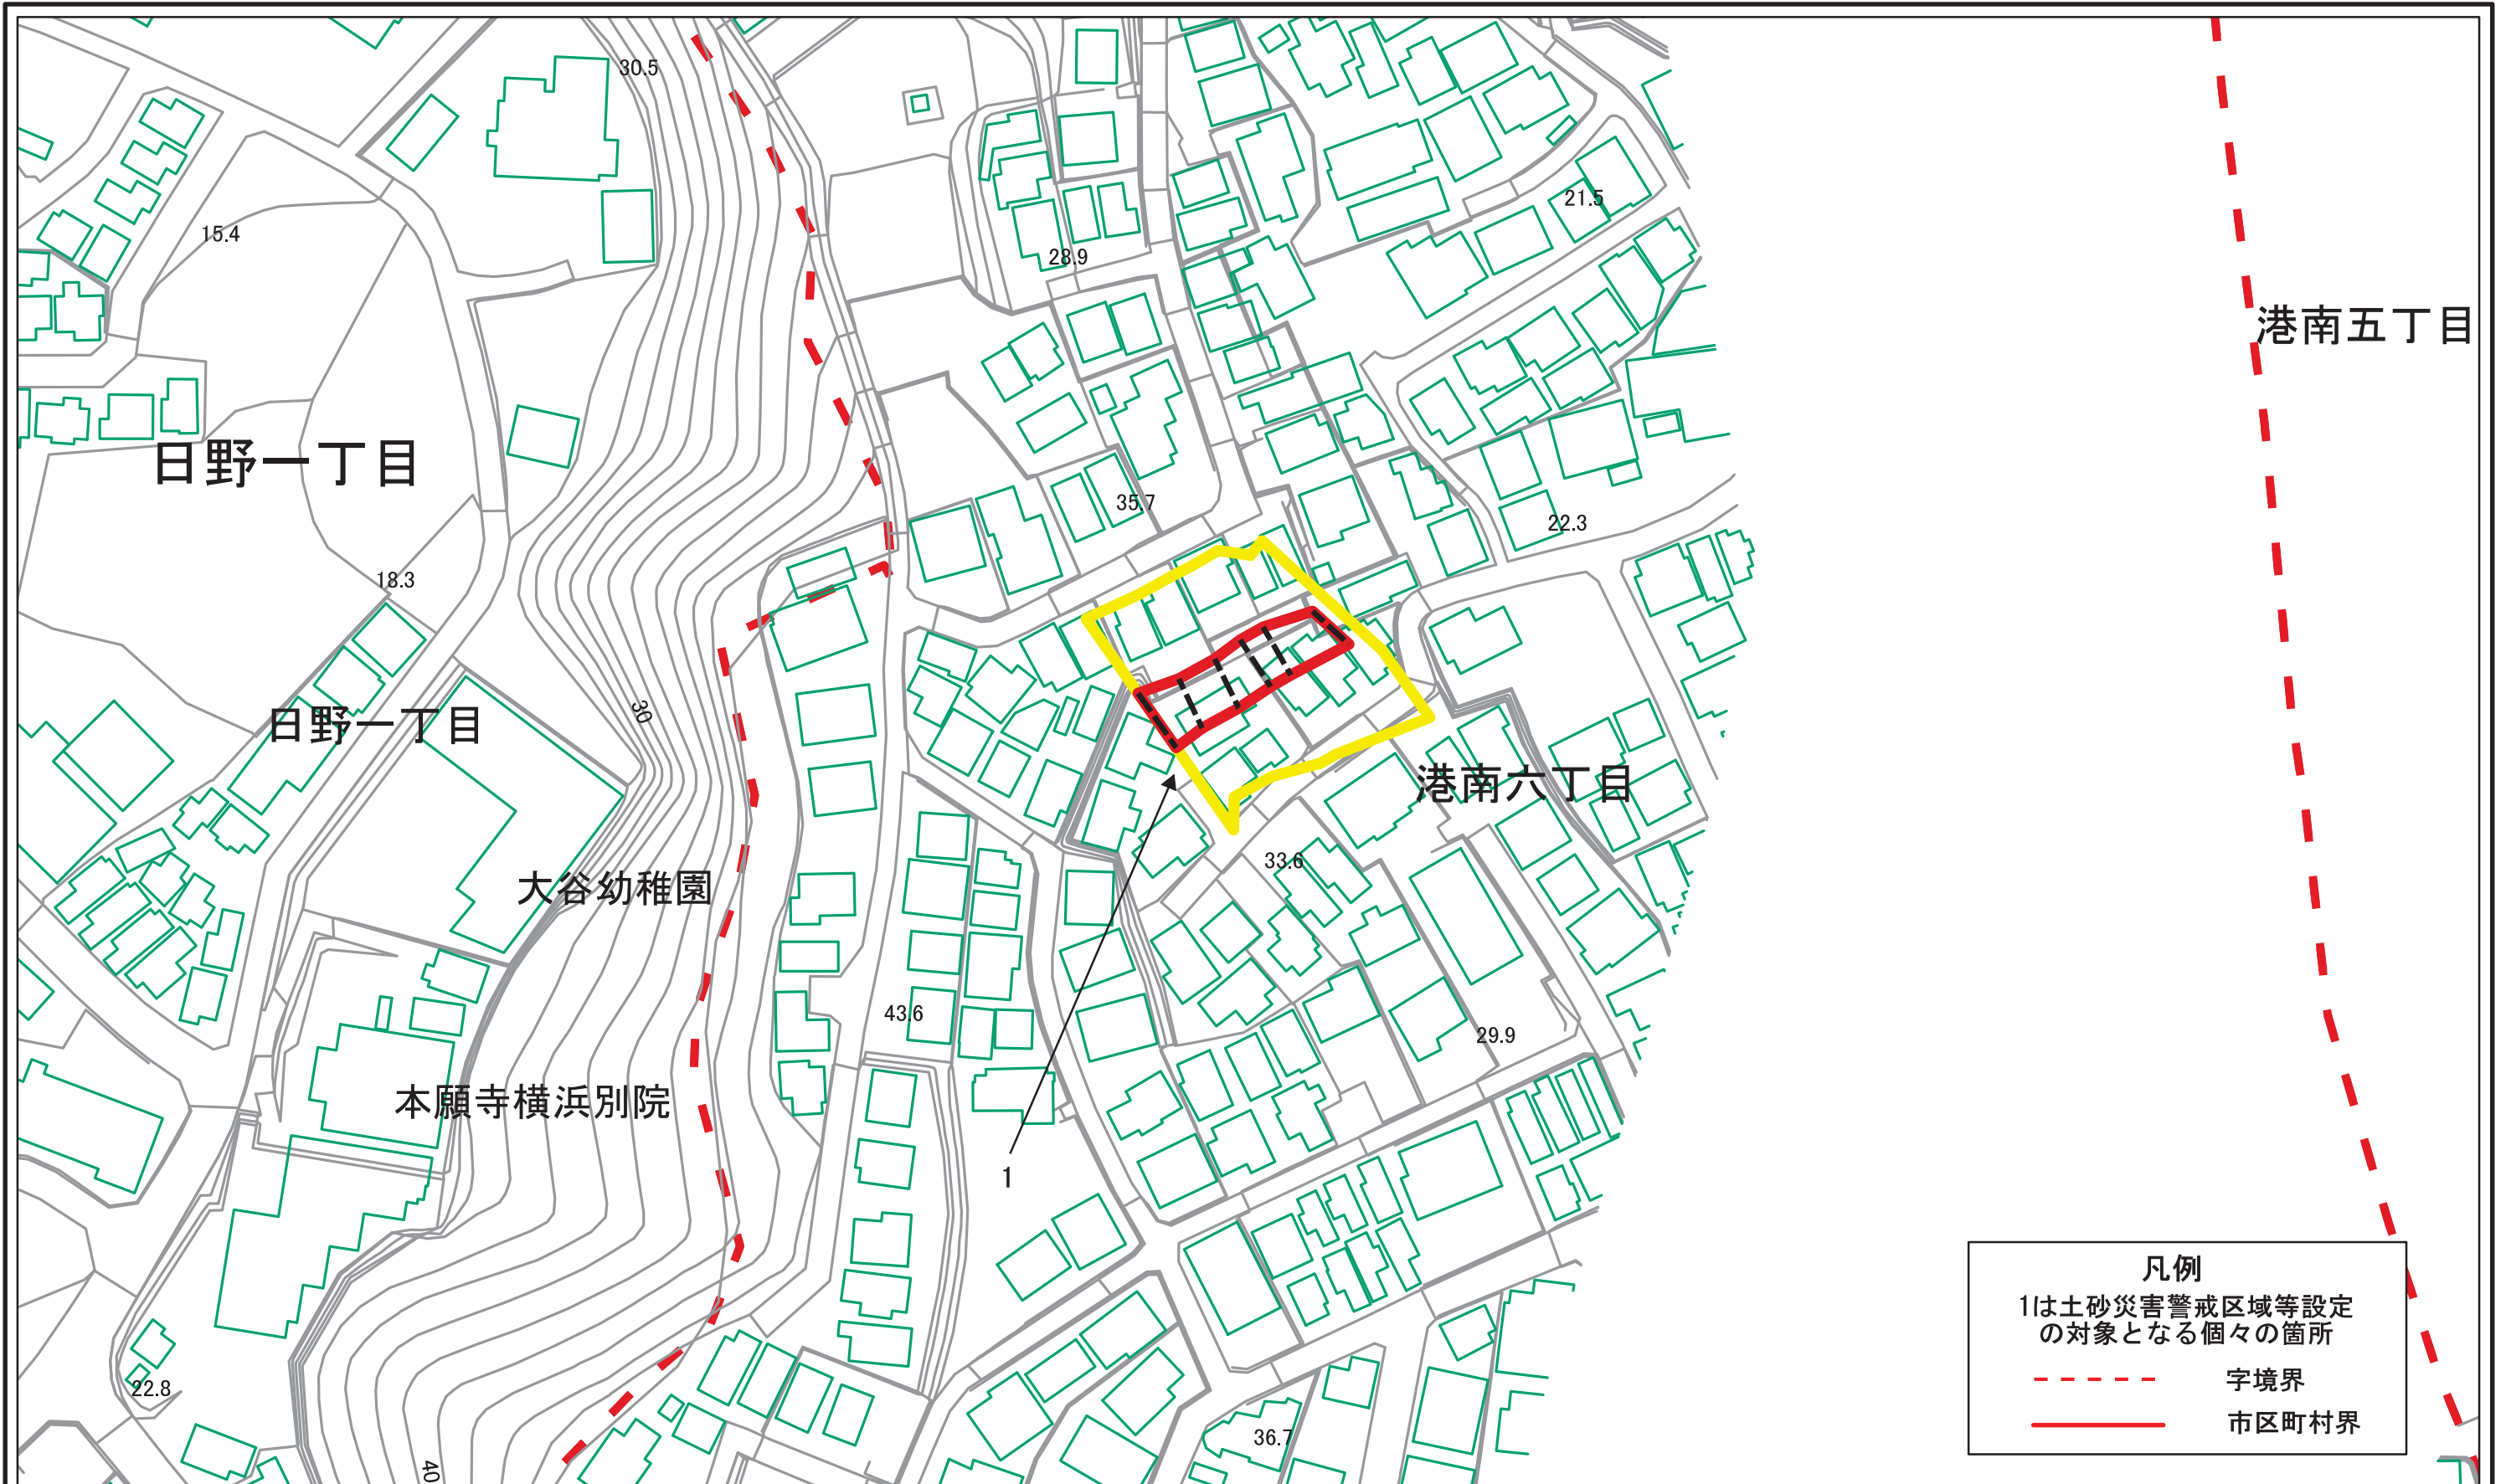 30.5
15.4
21.5
28.9
港南五丁目
日野一丁目
35.7
22.3
18.3
30
日野一丁目
港南六丁目
大谷幼稚園
33.6
43.6
29.9
本願寺横浜別院
1
凡例
1は土砂災害警戒区域等設定
の対象となる個々の箇所
字境界
市区町村界
22.8
36.7
40